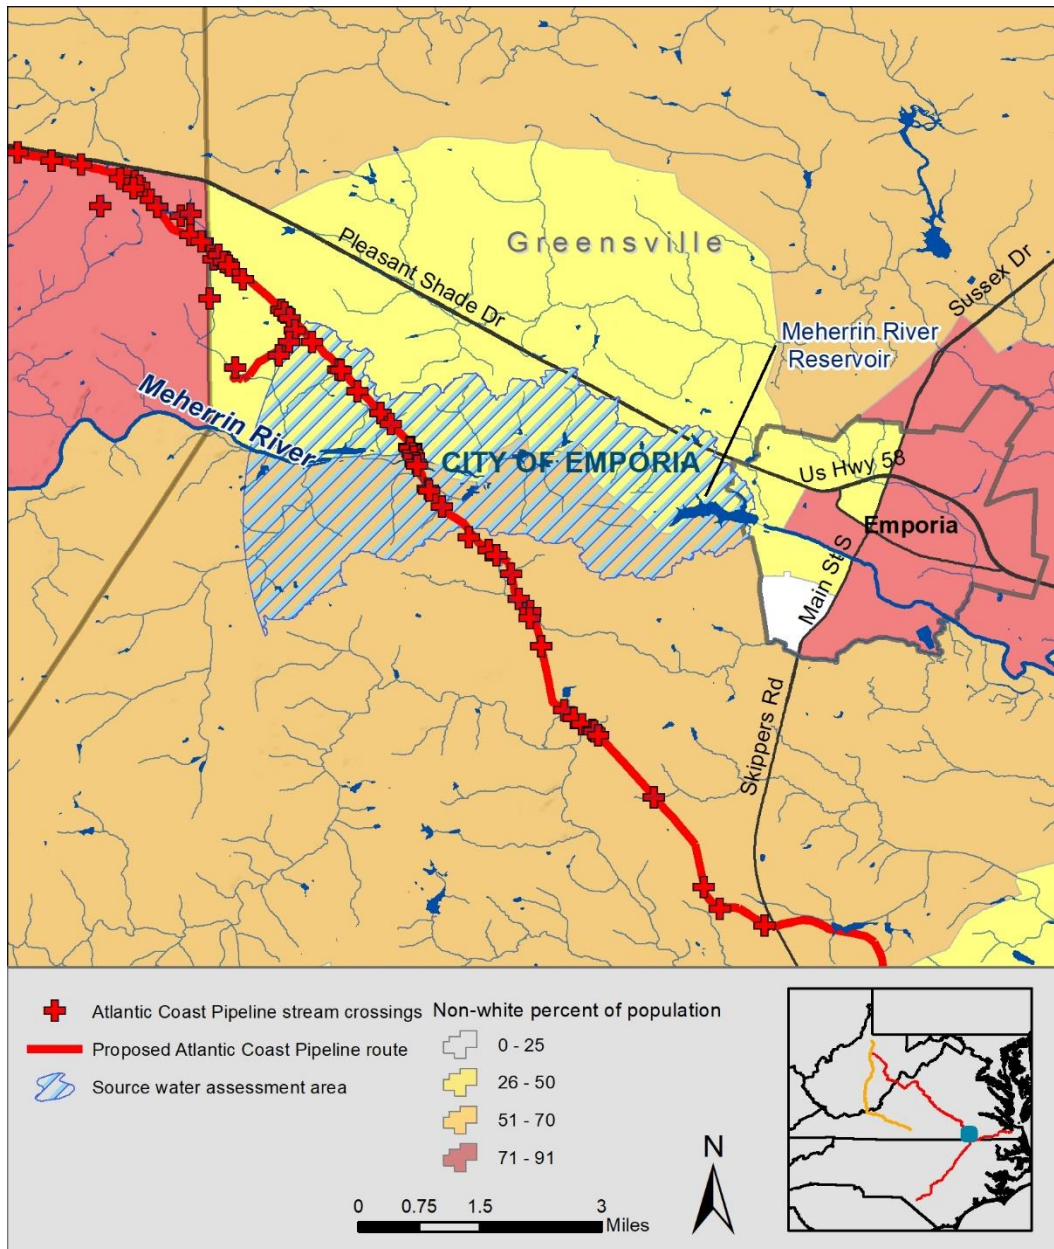 Greensville
Pleasant Shade Dr
Sussex Dr
Meherrin River
Reservoir
Meherrin River
CITY OF EMPORIA
Us Hwy 58
Emporia
Main St S
Skippers Rd
Atlantic Coast Pipeline stream crossings
Proposed Atlantic Coast Pipeline route
Source water assessment area
Non-white percent of population
0 - 25
26 - 50
51 - 70
71 - 91
N
0 0.75 1.5 3
Miles